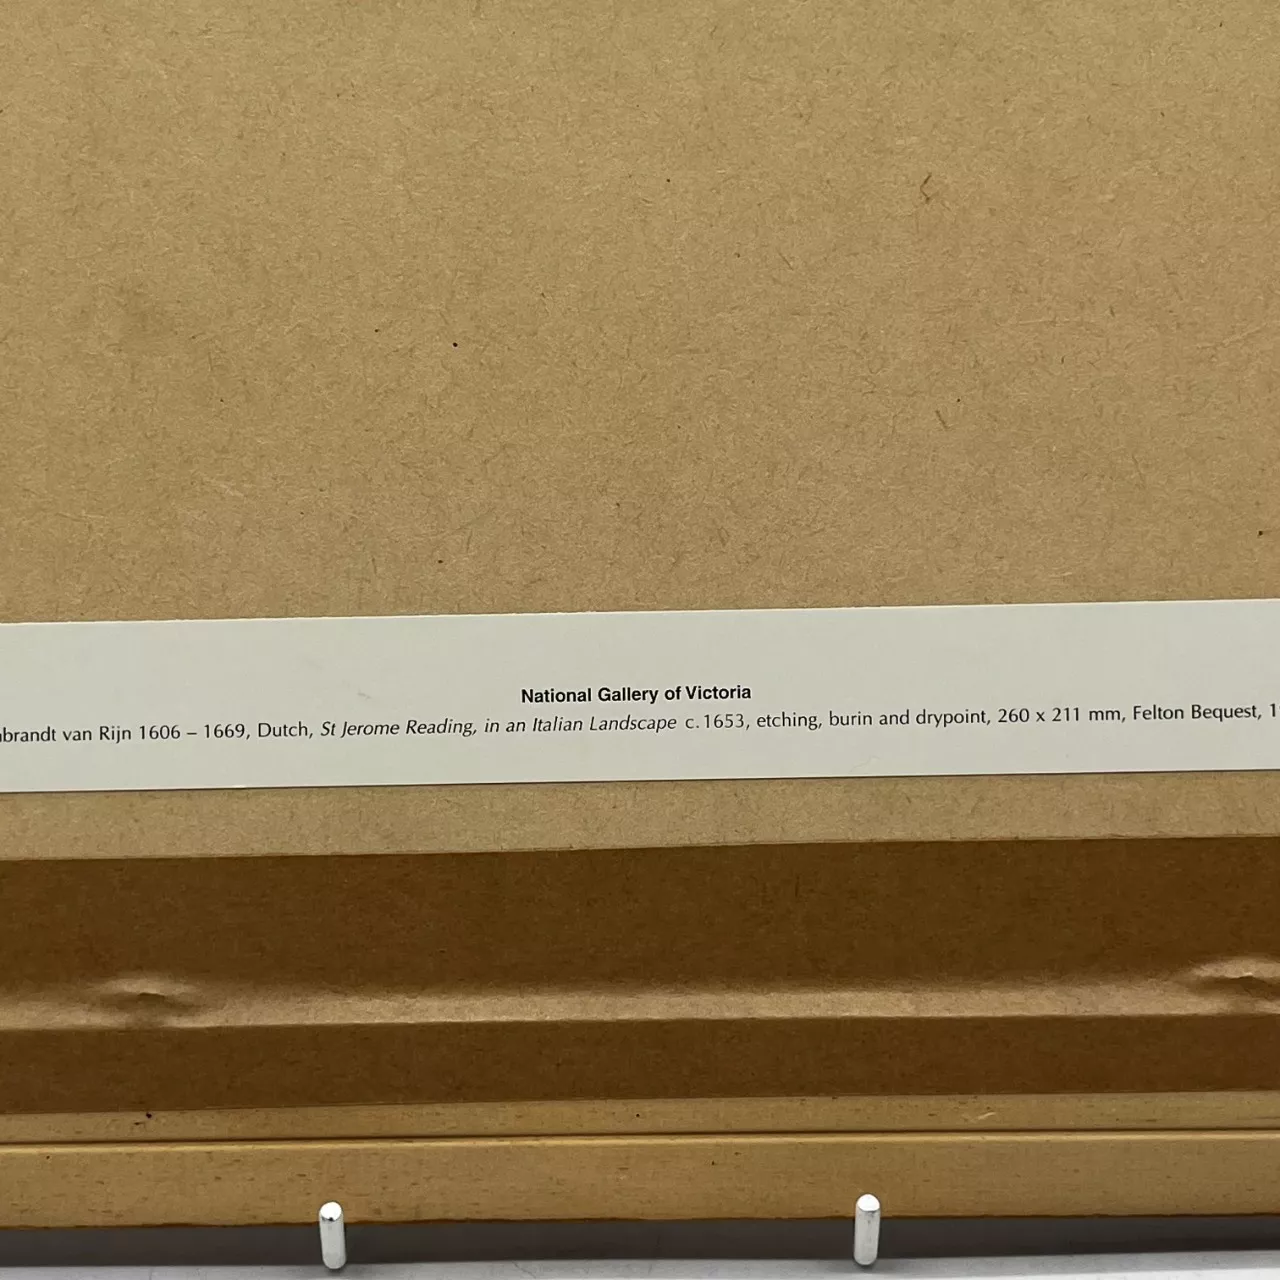 National Gallery of Victoria
brandt van Rijn 1606 – 1669, Dutch, St Jerome Reading, in an Italian Landscape c.1653, etching, burin and drypoint, 260 x 211 mm, Felton Bequest, 1